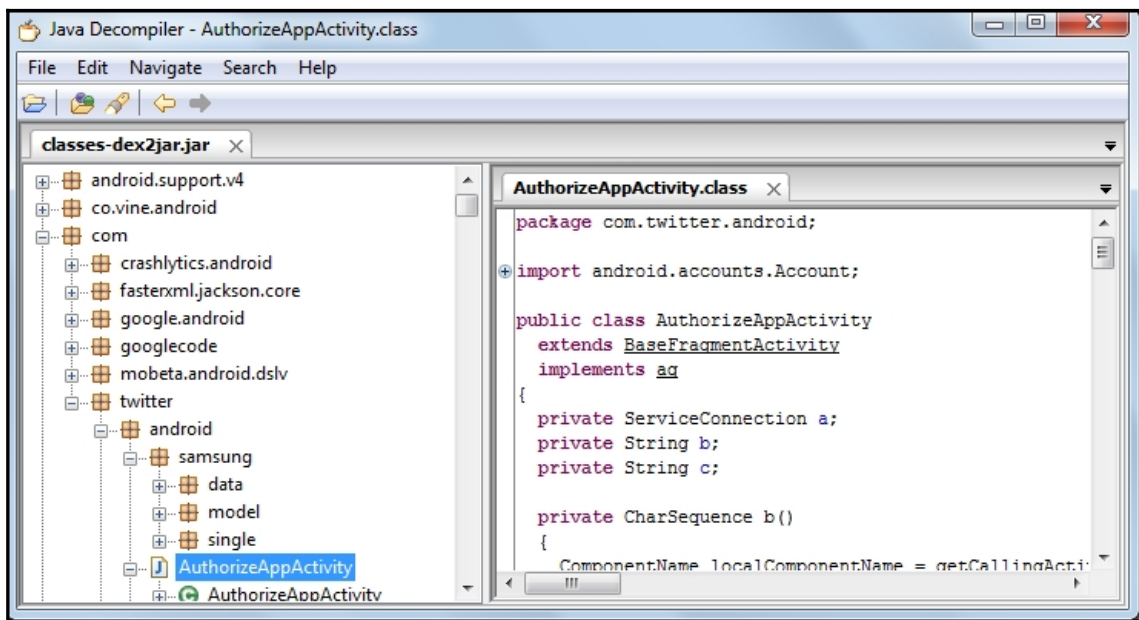 Java Decompiler - AuthorizeAppActivity.class
File Edit Navigate Search Help
classes-dex2jar.jar
android.support.v4
co.vine.android
com
crashlytics.android
fasterxml.jackson.core
google.android
googlecode
mobeta.android.dslv
twitter
android
samsung
data
model
single
AuthorizeAppActivity
AuthorizeAppActivity
AuthorizeAppActivity.class
package com.twitter.android;
import android.accounts.Account;
public class AuthorizeAppActivity
extends BaseFragmentActivity
implements ag
{
private ServiceConnection a;
private String b;
private String c;
private CharSequence b()
{
ComponentName localComponentName = getCallingActi